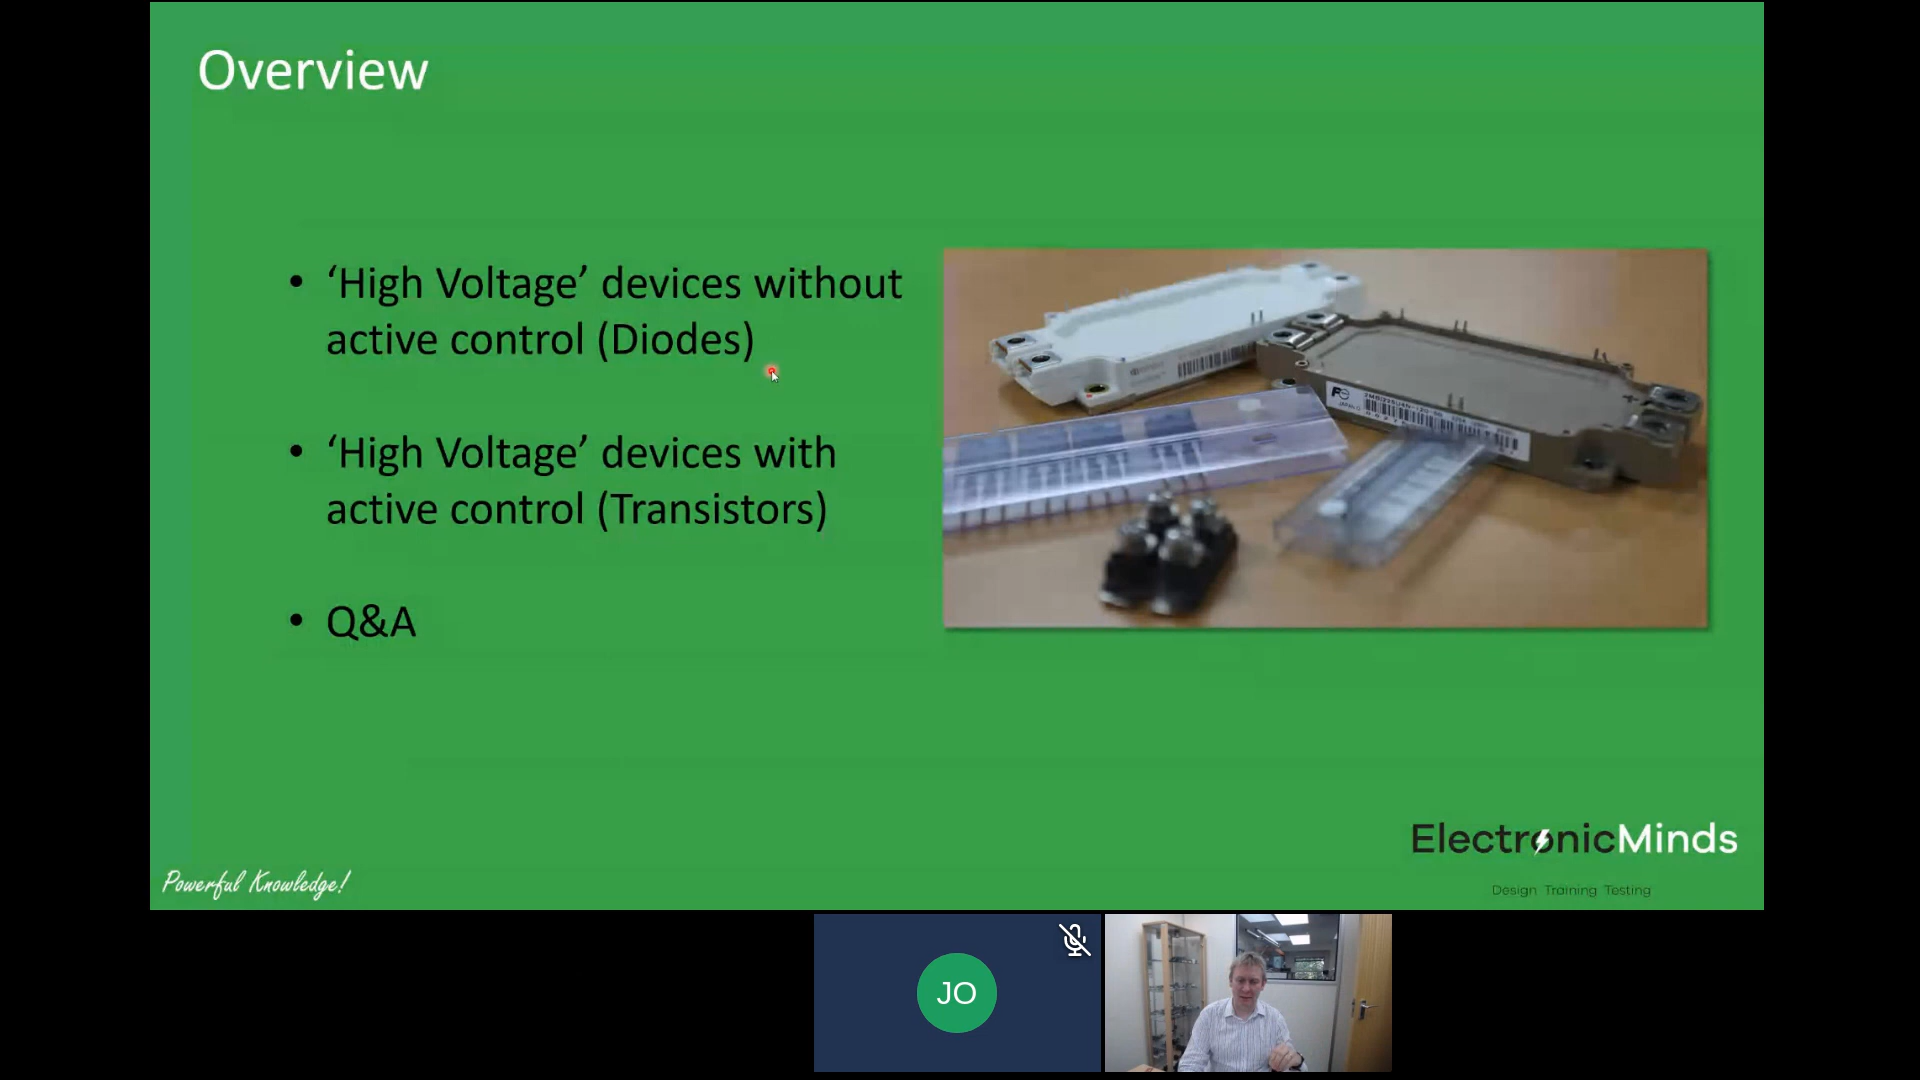 Overview
• ‘High Voltage’ devices without
active control (Diodes)
• ‘High Voltage’ devices with
active control (Transistors)
• Q&A
ElectronicMinds
Design Training Testing
Powerful Knowledge!
JO